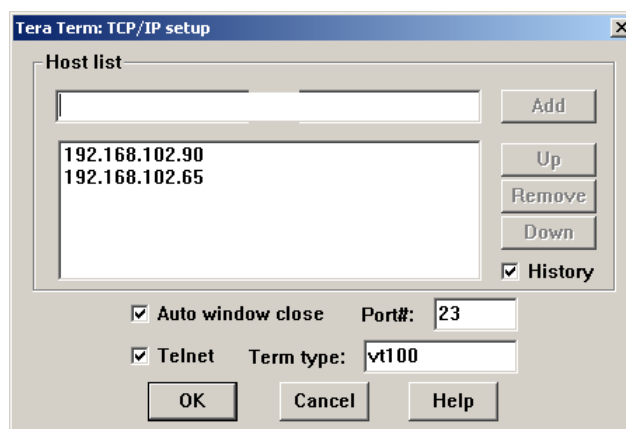 Tera Term: TCP/IP setup
Host list
Add
192.168.102.90
192.168.102.65
Up
Remove
Down
History
Auto window close Port#: 23
Telnet Term type: vt100
OK Cancel Help